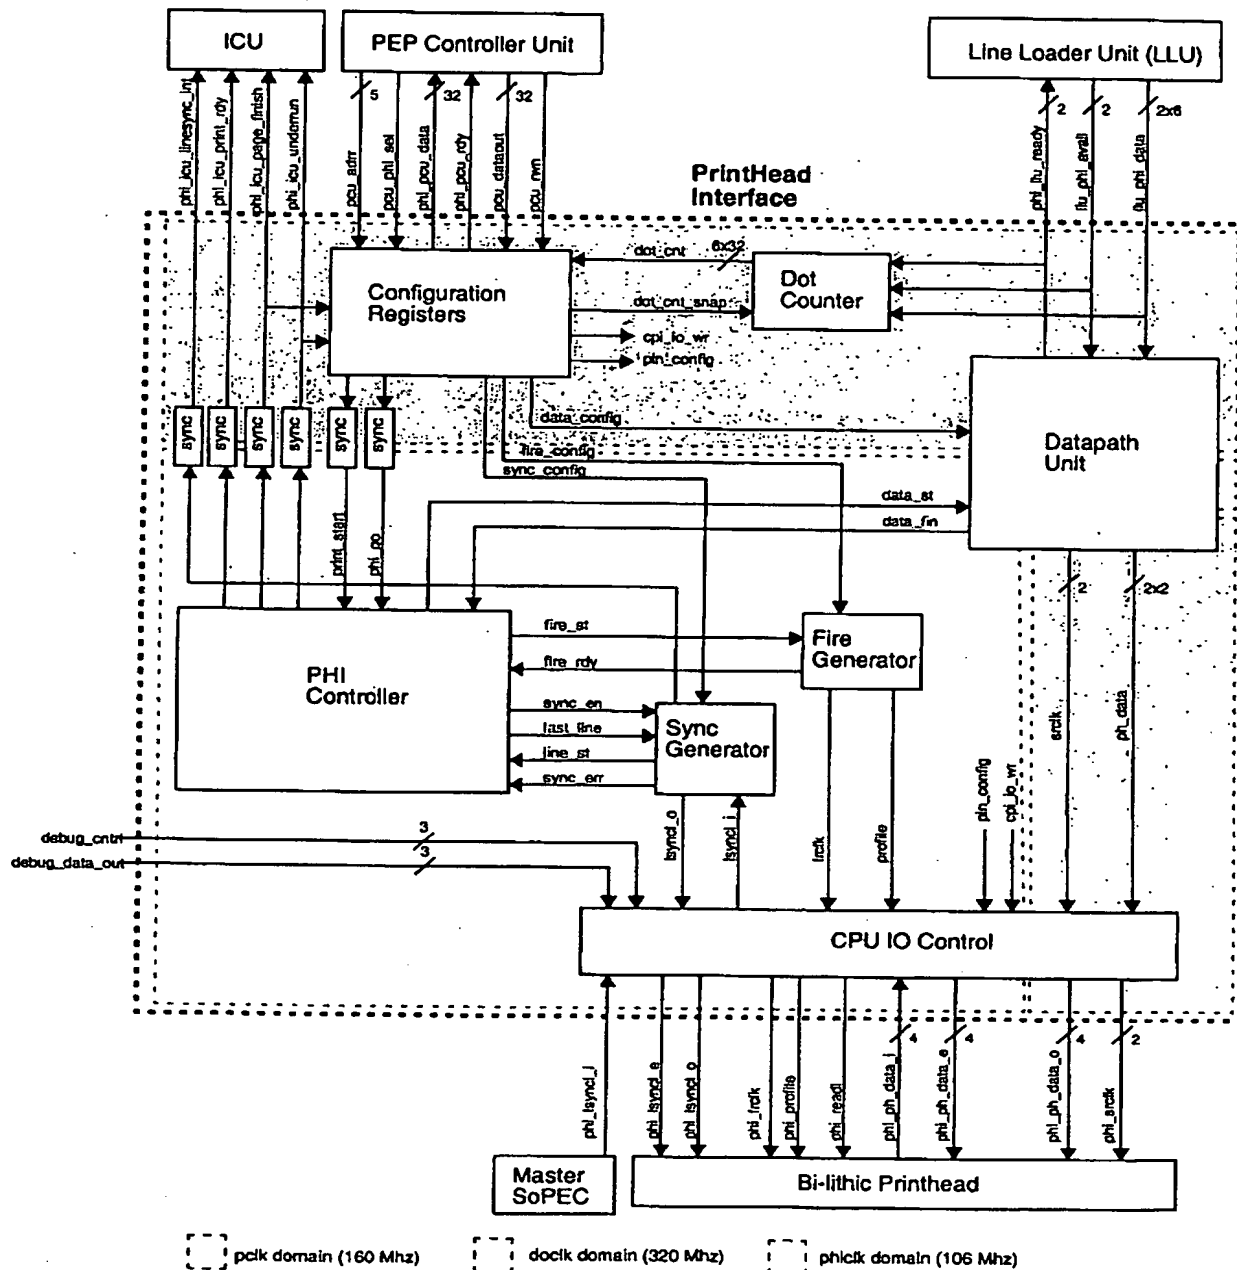 ICU
PEP Controller Unit
Line Loader Unit (LLU)
phi_icu_linesync_int
phi_icu_print_rdy
phi_icu_page_finish
phi_icu_underrun
5
32
32
pcu_adrr
pcu_phi_sel
phi_pcu_data
phi_pcu_rdy
pcu_dataout
pcu_rwn
2
2
2x6
phi_llu_ready
llu_phi_avail
llu_phi_data
PrintHead
Interface
Configuration
Registers
dot_cnt
6x32
dot_cnt_snap
Dot
Counter
cpi_io_wr
pin_config
sync
sync
sync
sync
sync
sync
data_config
fire_config
sync_config
Datapath
Unit
data_st
data_fin
print_start
phi_go
2
2x2
PHI
Controller
fire_st
fire_rdy
Fire
Generator
sync_en
last_line
line_st
sync_err
Sync
Generator
srclk
ph_data
debug_cntrl
3
debug_data_out
3
lsyncl_o
lsyncl_i
frclk
profile
pin_config
cpi_io_wr
CPU IO Control
phi_lsyncl_i
phi_lsyncl_e
phi_lsyncl_o
phi_frclk
phi_profile
phi_readl
phi_ph_data_i
4
phi_ph_data_e
4
phi_ph_data_o
4
phi_srclk
2
Master
SoPEC
Bi-lithic Printhead
pclk domain (160 Mhz)
doclk domain (320 Mhz)
phiclk domain (106 Mhz)